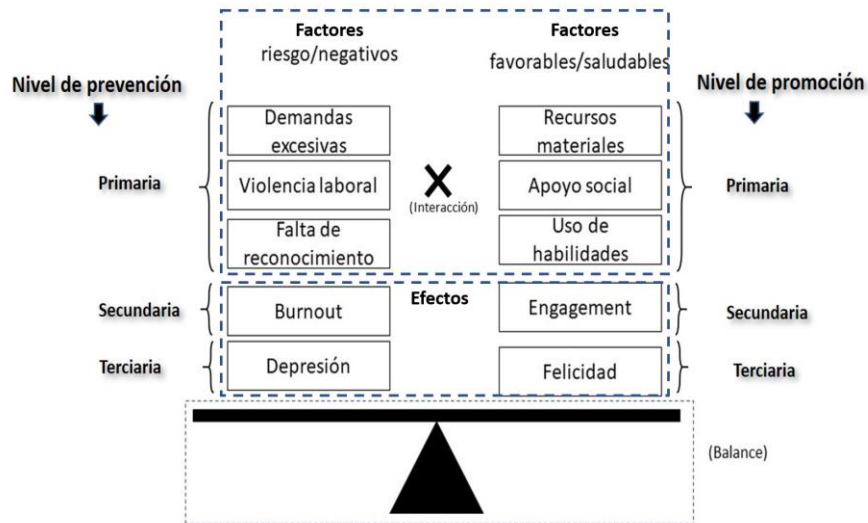 Factores
riesgo/negativos
Factores
favorables/saludables
Nivel de prevención
Nivel de promoción
Demandas
excesivas
Recursos
materiales
Primaria
Violencia laboral
X
(Interacción)
Apoyo social
Primaria
Falta de
reconocimiento
Uso de
habilidades
Efectos
Secundaria
Burnout
Engagement
Secundaria
Terciaria
Depresión
Felicidad
Terciaria
(Balance)